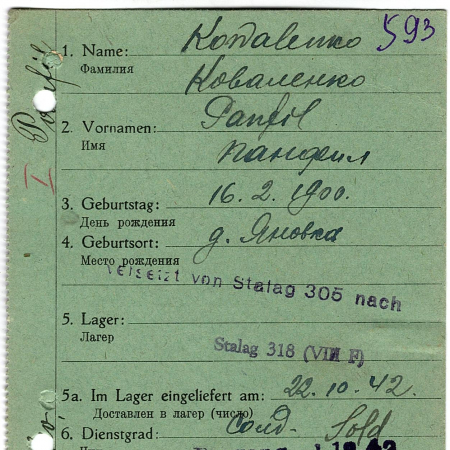 593
1. Name: Kowalenko
Фамилия Коваленко
2. Vornamen: Panfil
Имя Панфил
3. Geburtstag: 16. 2. 1900.
День рождения
4. Geburtsort: д. Яновка
Место рождения
Versetzt von Stalag 305 nach
5. Lager:
Лагерь
Stalag 318 (VIII F)
5a. Im Lager eingeliefert am: 22. 10. 42.
Доставлен в лагерь (число)
6. Dienstgrad: Солд. Sold